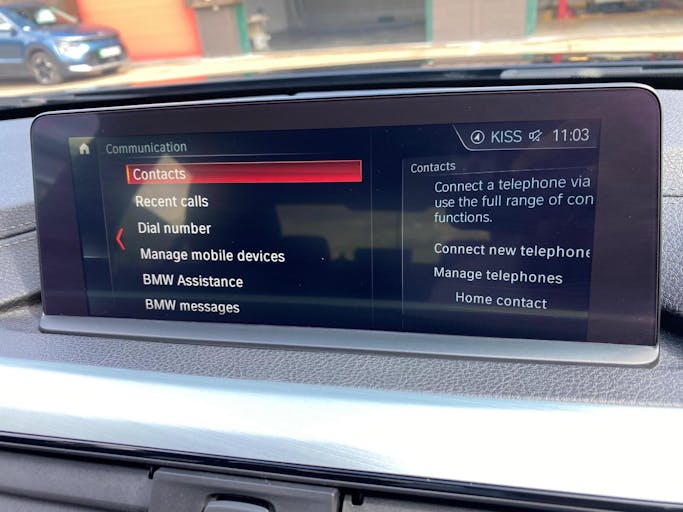 Communication
KISS 11:03
Contacts
Recent calls
Dial number
Manage mobile devices
BMW Assistance
BMW messages
Contacts
Connect a telephone via
use the full range of con
functions.
Connect new telephone
Manage telephones
Home contact